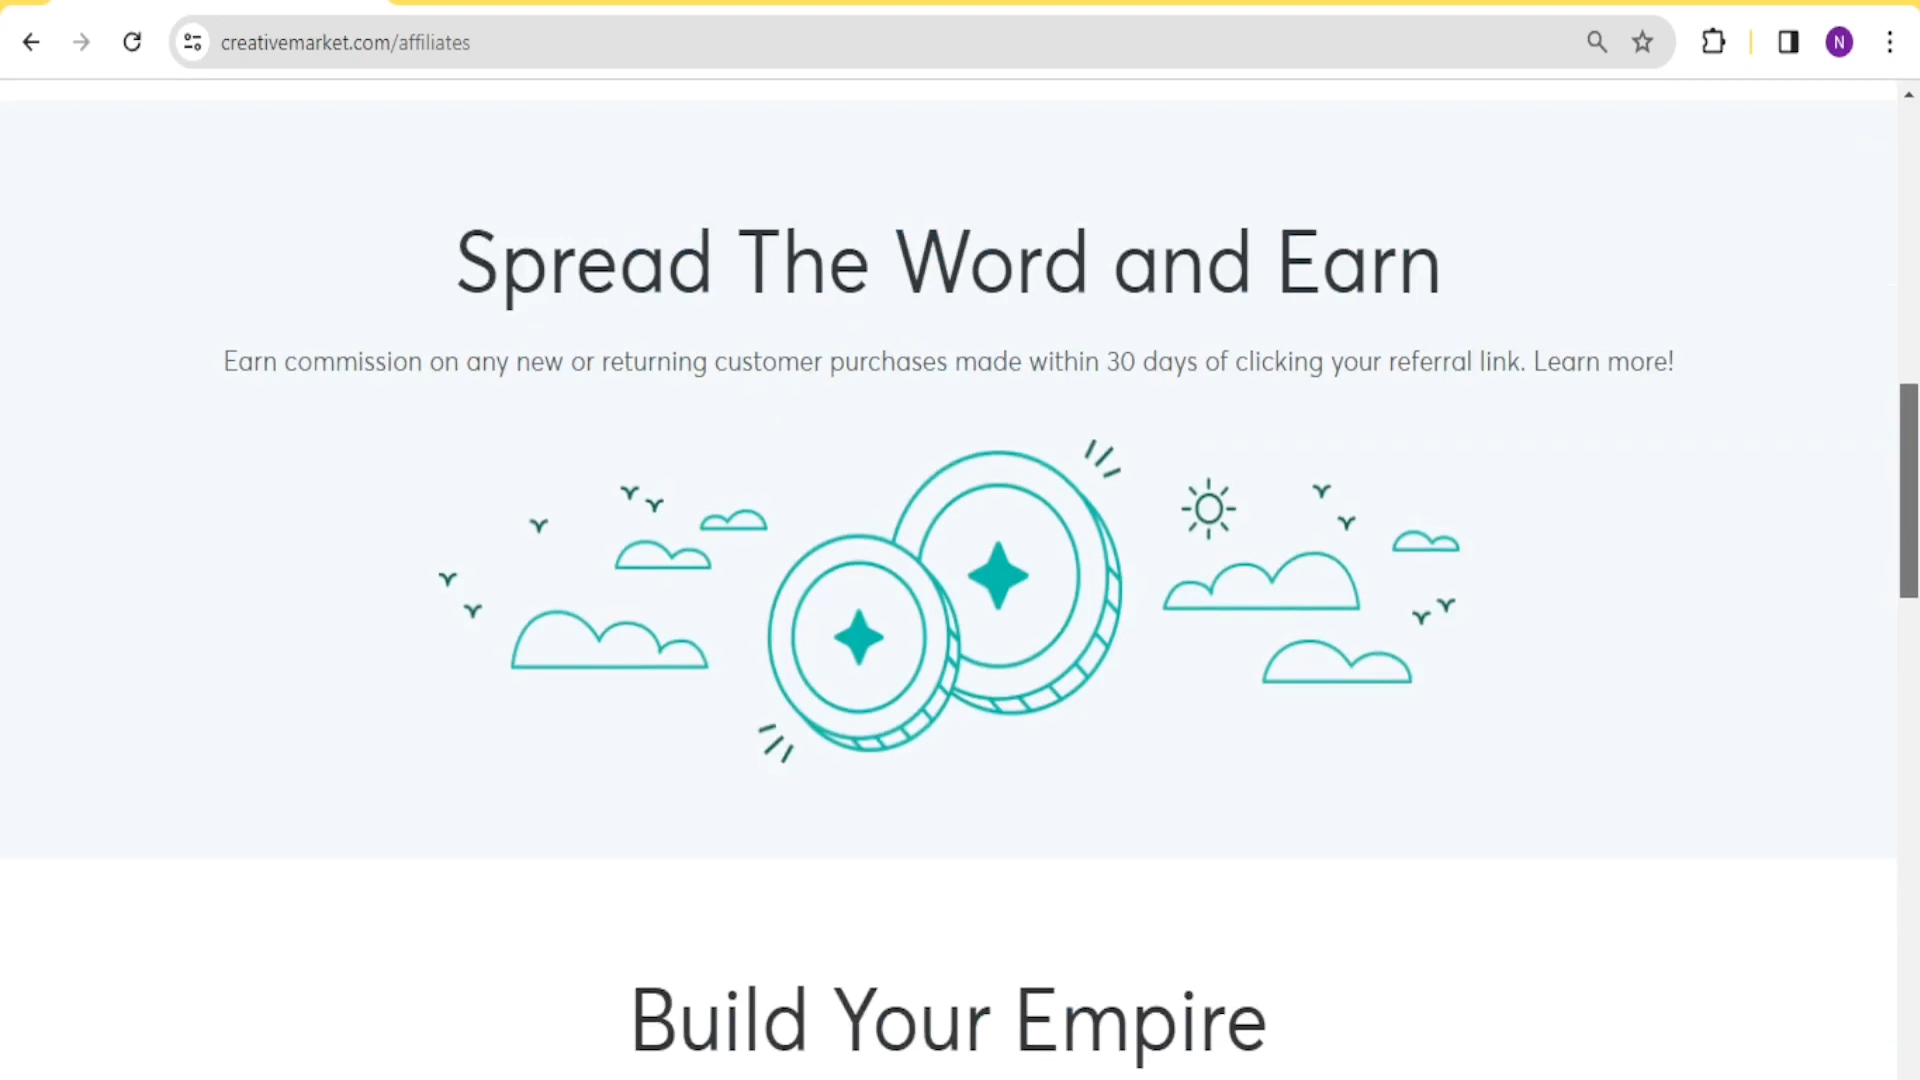 creativemarket.com/affiliates
N
Spread The Word and Earn
Earn commission on any new or returning customer purchases made within 30 days of clicking your referral link. Learn more!
Build Your Empire